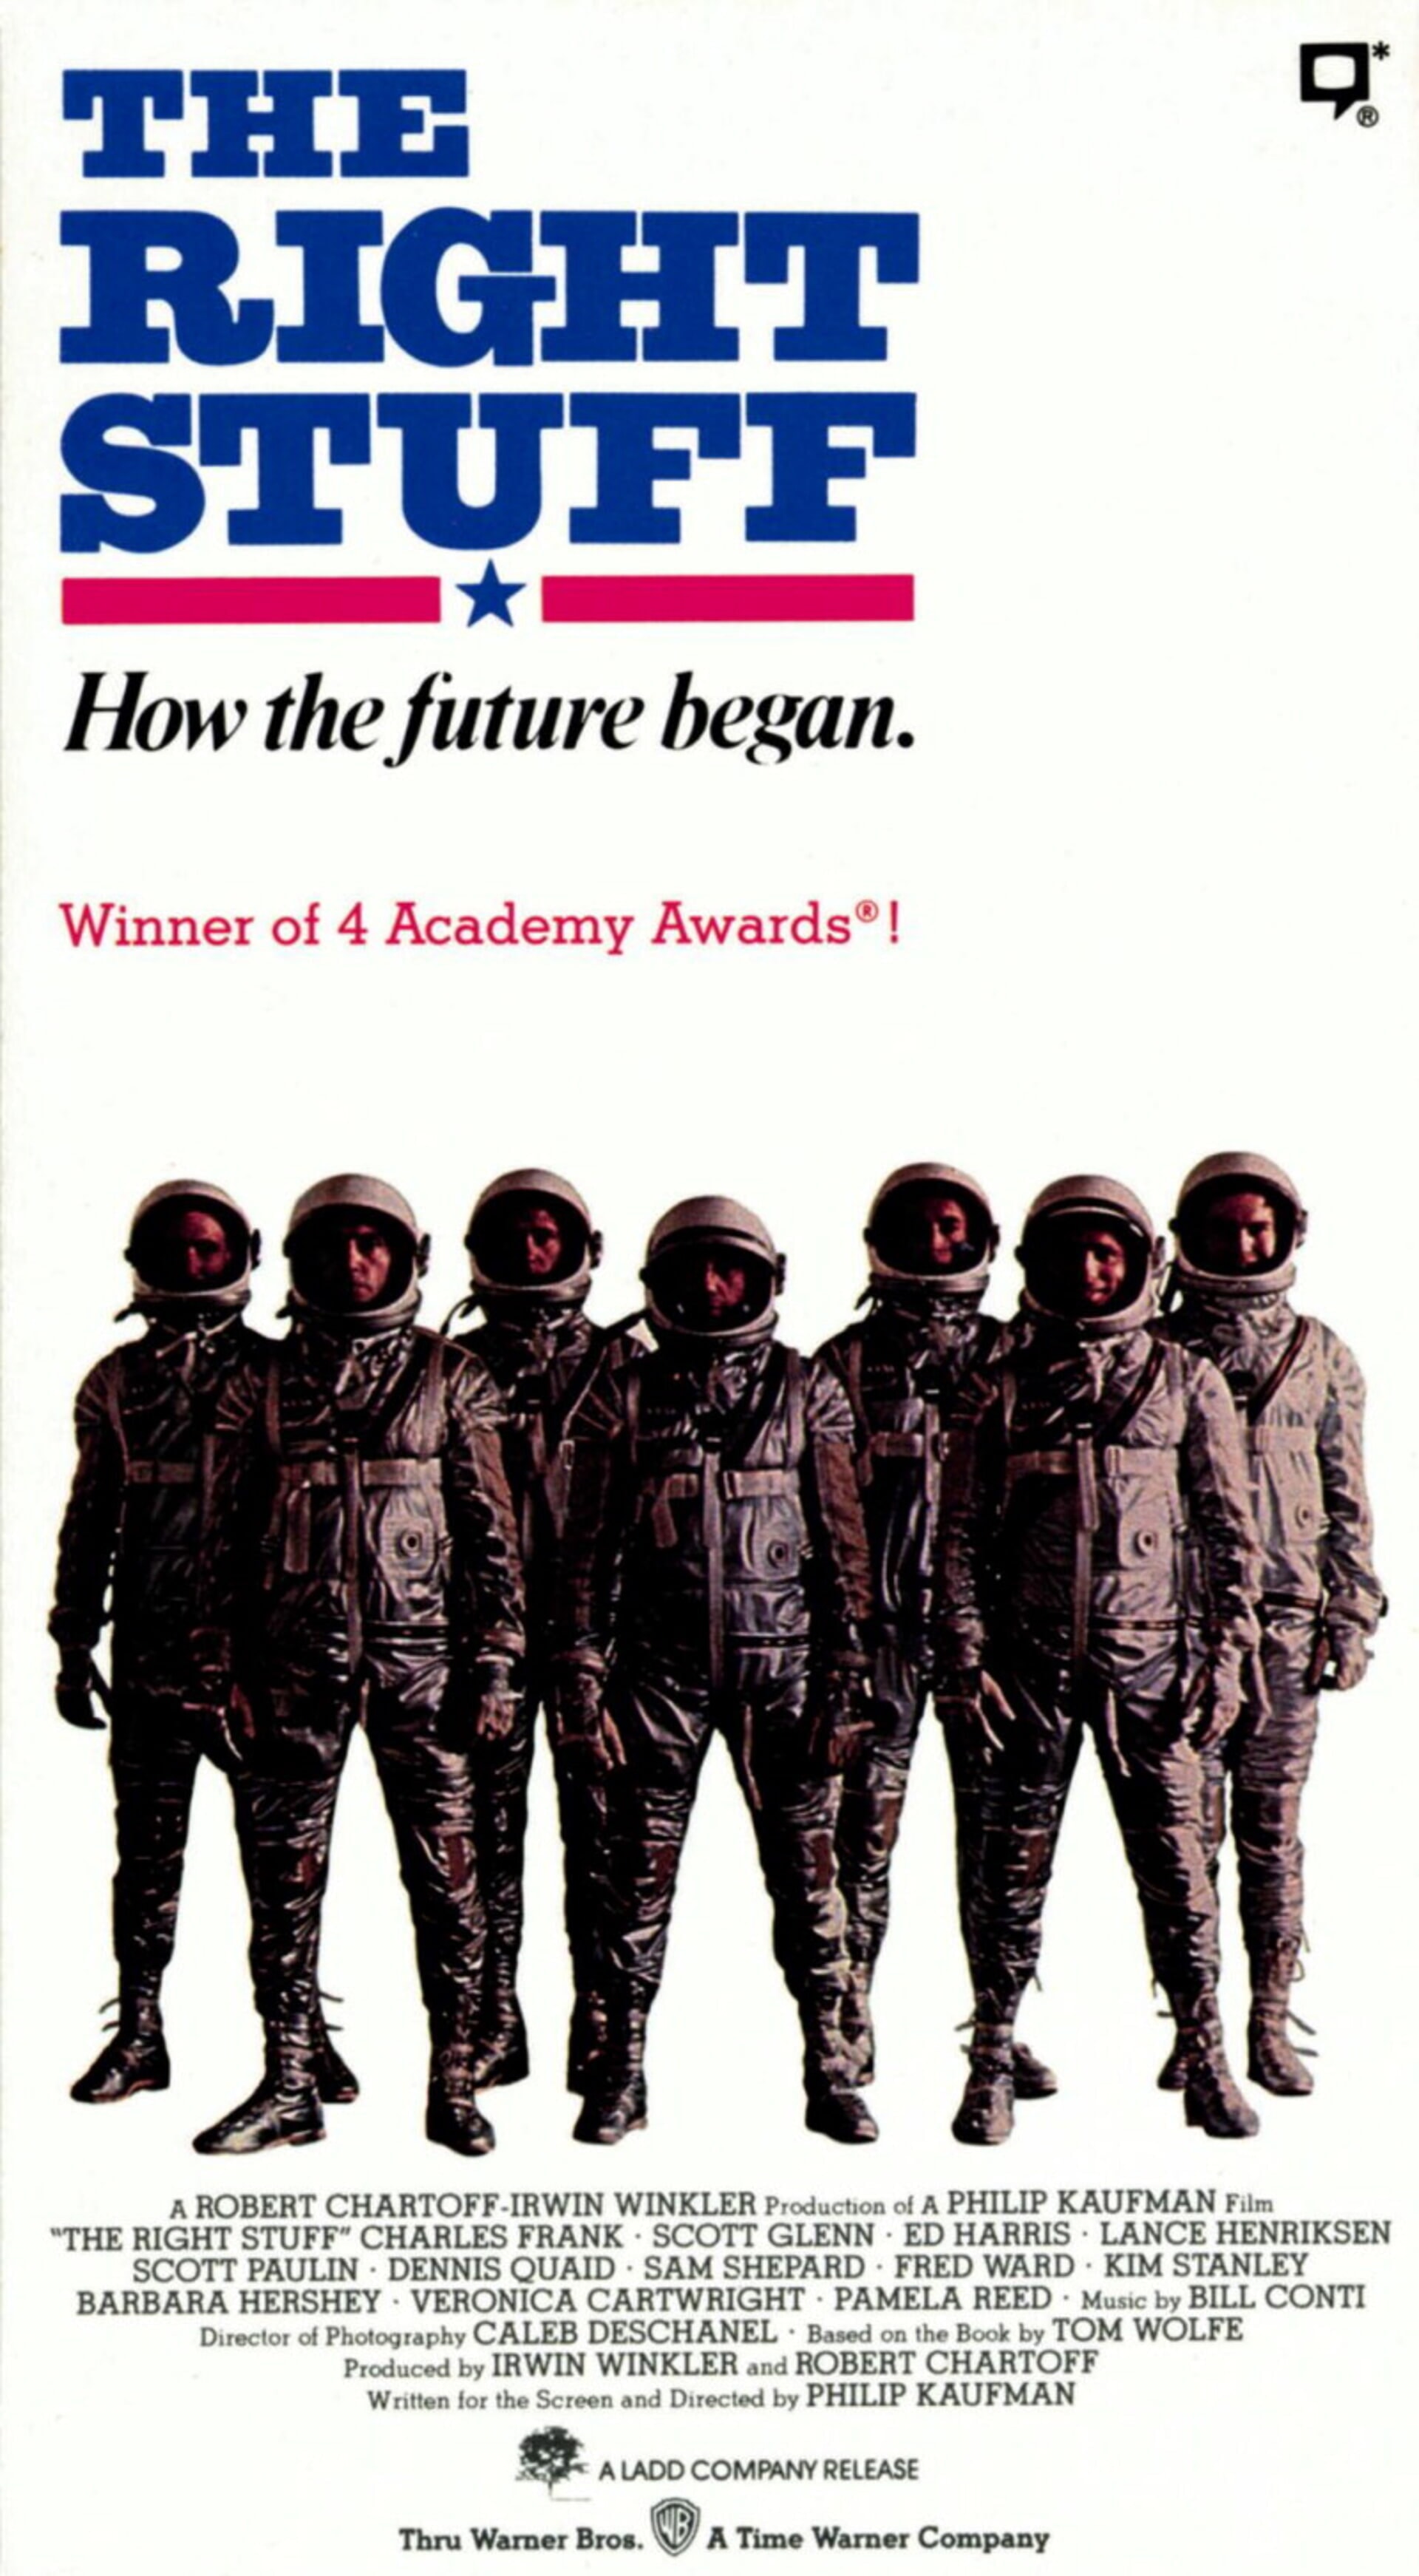 THE
RIGHT
STUFF
How the future began.
Winner of 4 Academy Awards®!
A ROBERT CHARTOFF-IRWIN WINKLER Production of A PHILIP KAUFMAN Film
"THE RIGHT STUFF" CHARLES FRANK · SCOTT GLENN · ED HARRIS · LANCE HENRIKSEN
SCOTT PAULIN · DENNIS QUAID · SAM SHEPARD · FRED WARD · KIM STANLEY
BARBARA HERSHEY · VERONICA CARTWRIGHT · PAMELA REED · Music by BILL CONTI
Director of Photography CALEB DESCHANEL · Based on the Book by TOM WOLFE
Produced by IRWIN WINKLER and ROBERT CHARTOFF
Written for the Screen and Directed by PHILIP KAUFMAN
A LADD COMPANY RELEASE
Thru Warner Bros. WB A Time Warner Company